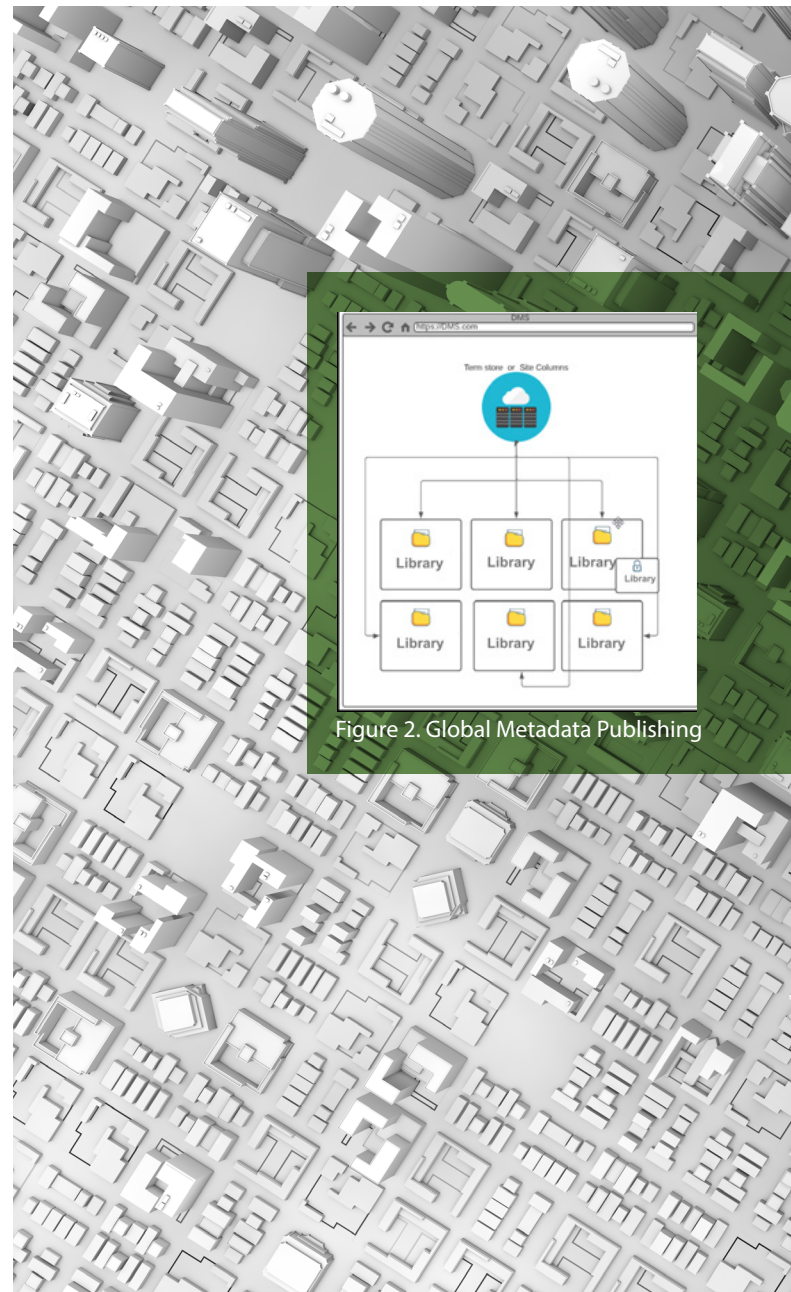 DMS
https://DMS.com
Term store or Site Columns
Library
Library
Library
Library
Library
Library
Library
Figure 2. Global Metadata Publishing